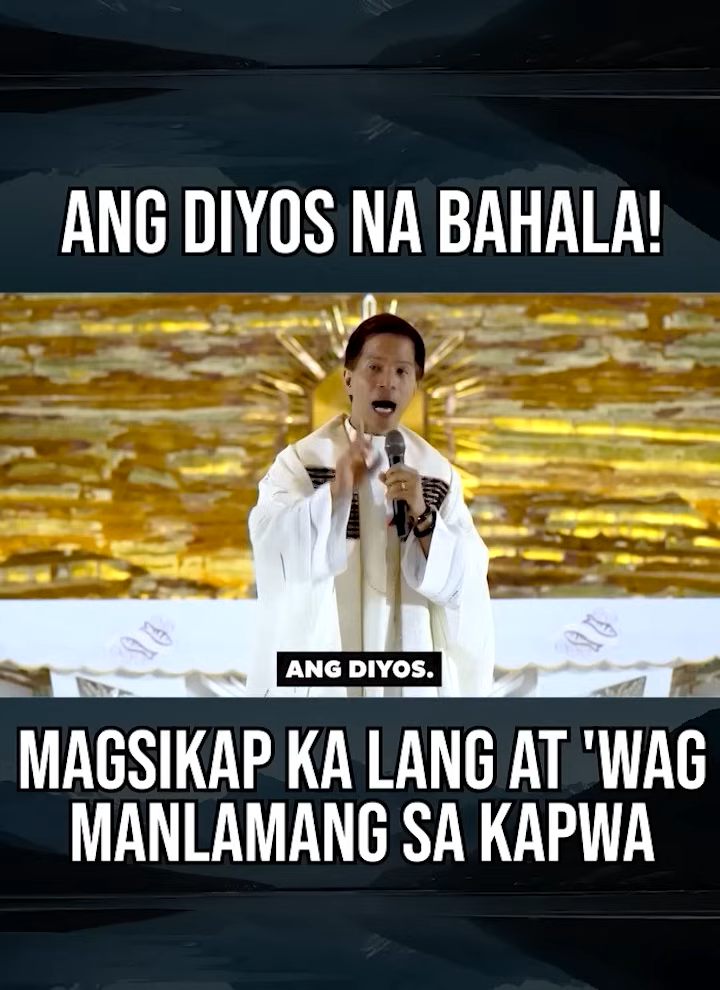 ANG DIYOS NA BAHALA!
ANG DIYOS.
MAGSIKAP KA LANG AT 'WAG
MANLAMANG SA KAPWA